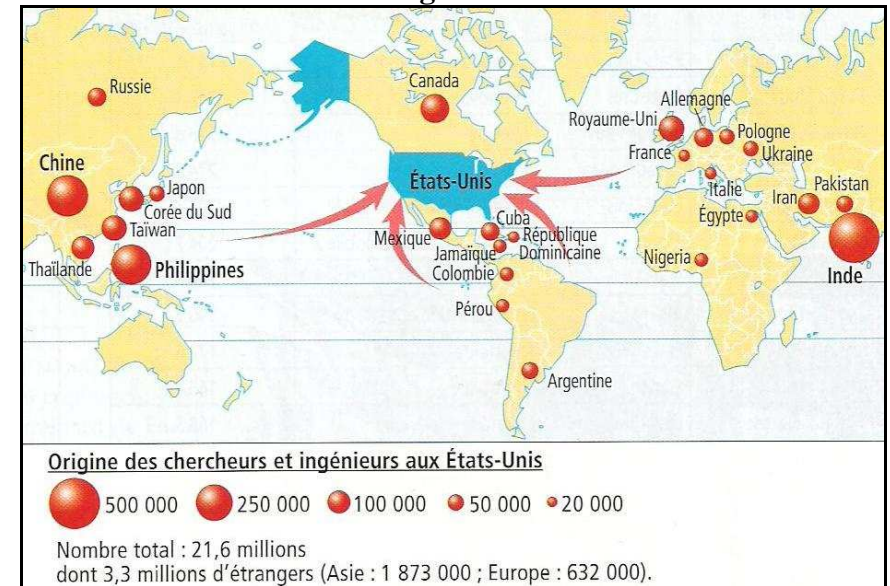 Russie
Canada
Allemagne
Royaume-Uni
Pologne
France
Ukraine
Chine
Japon
États-Unis
Italie
Iran
Pakistan
Corée du Sud
Taïwan
Cuba
Égypte
Mexique
République
Dominicaine
Jamaïque
Thaïlande
Philippines
Colombie
Nigeria
Inde
Pérou
Argentine
Origine des chercheurs et ingénieurs aux États-Unis
500 000 250 000 100 000 50 000 20 000
Nombre total : 21,6 millions
dont 3,3 millions d'étrangers (Asie : 1 873 000 ; Europe : 632 000).